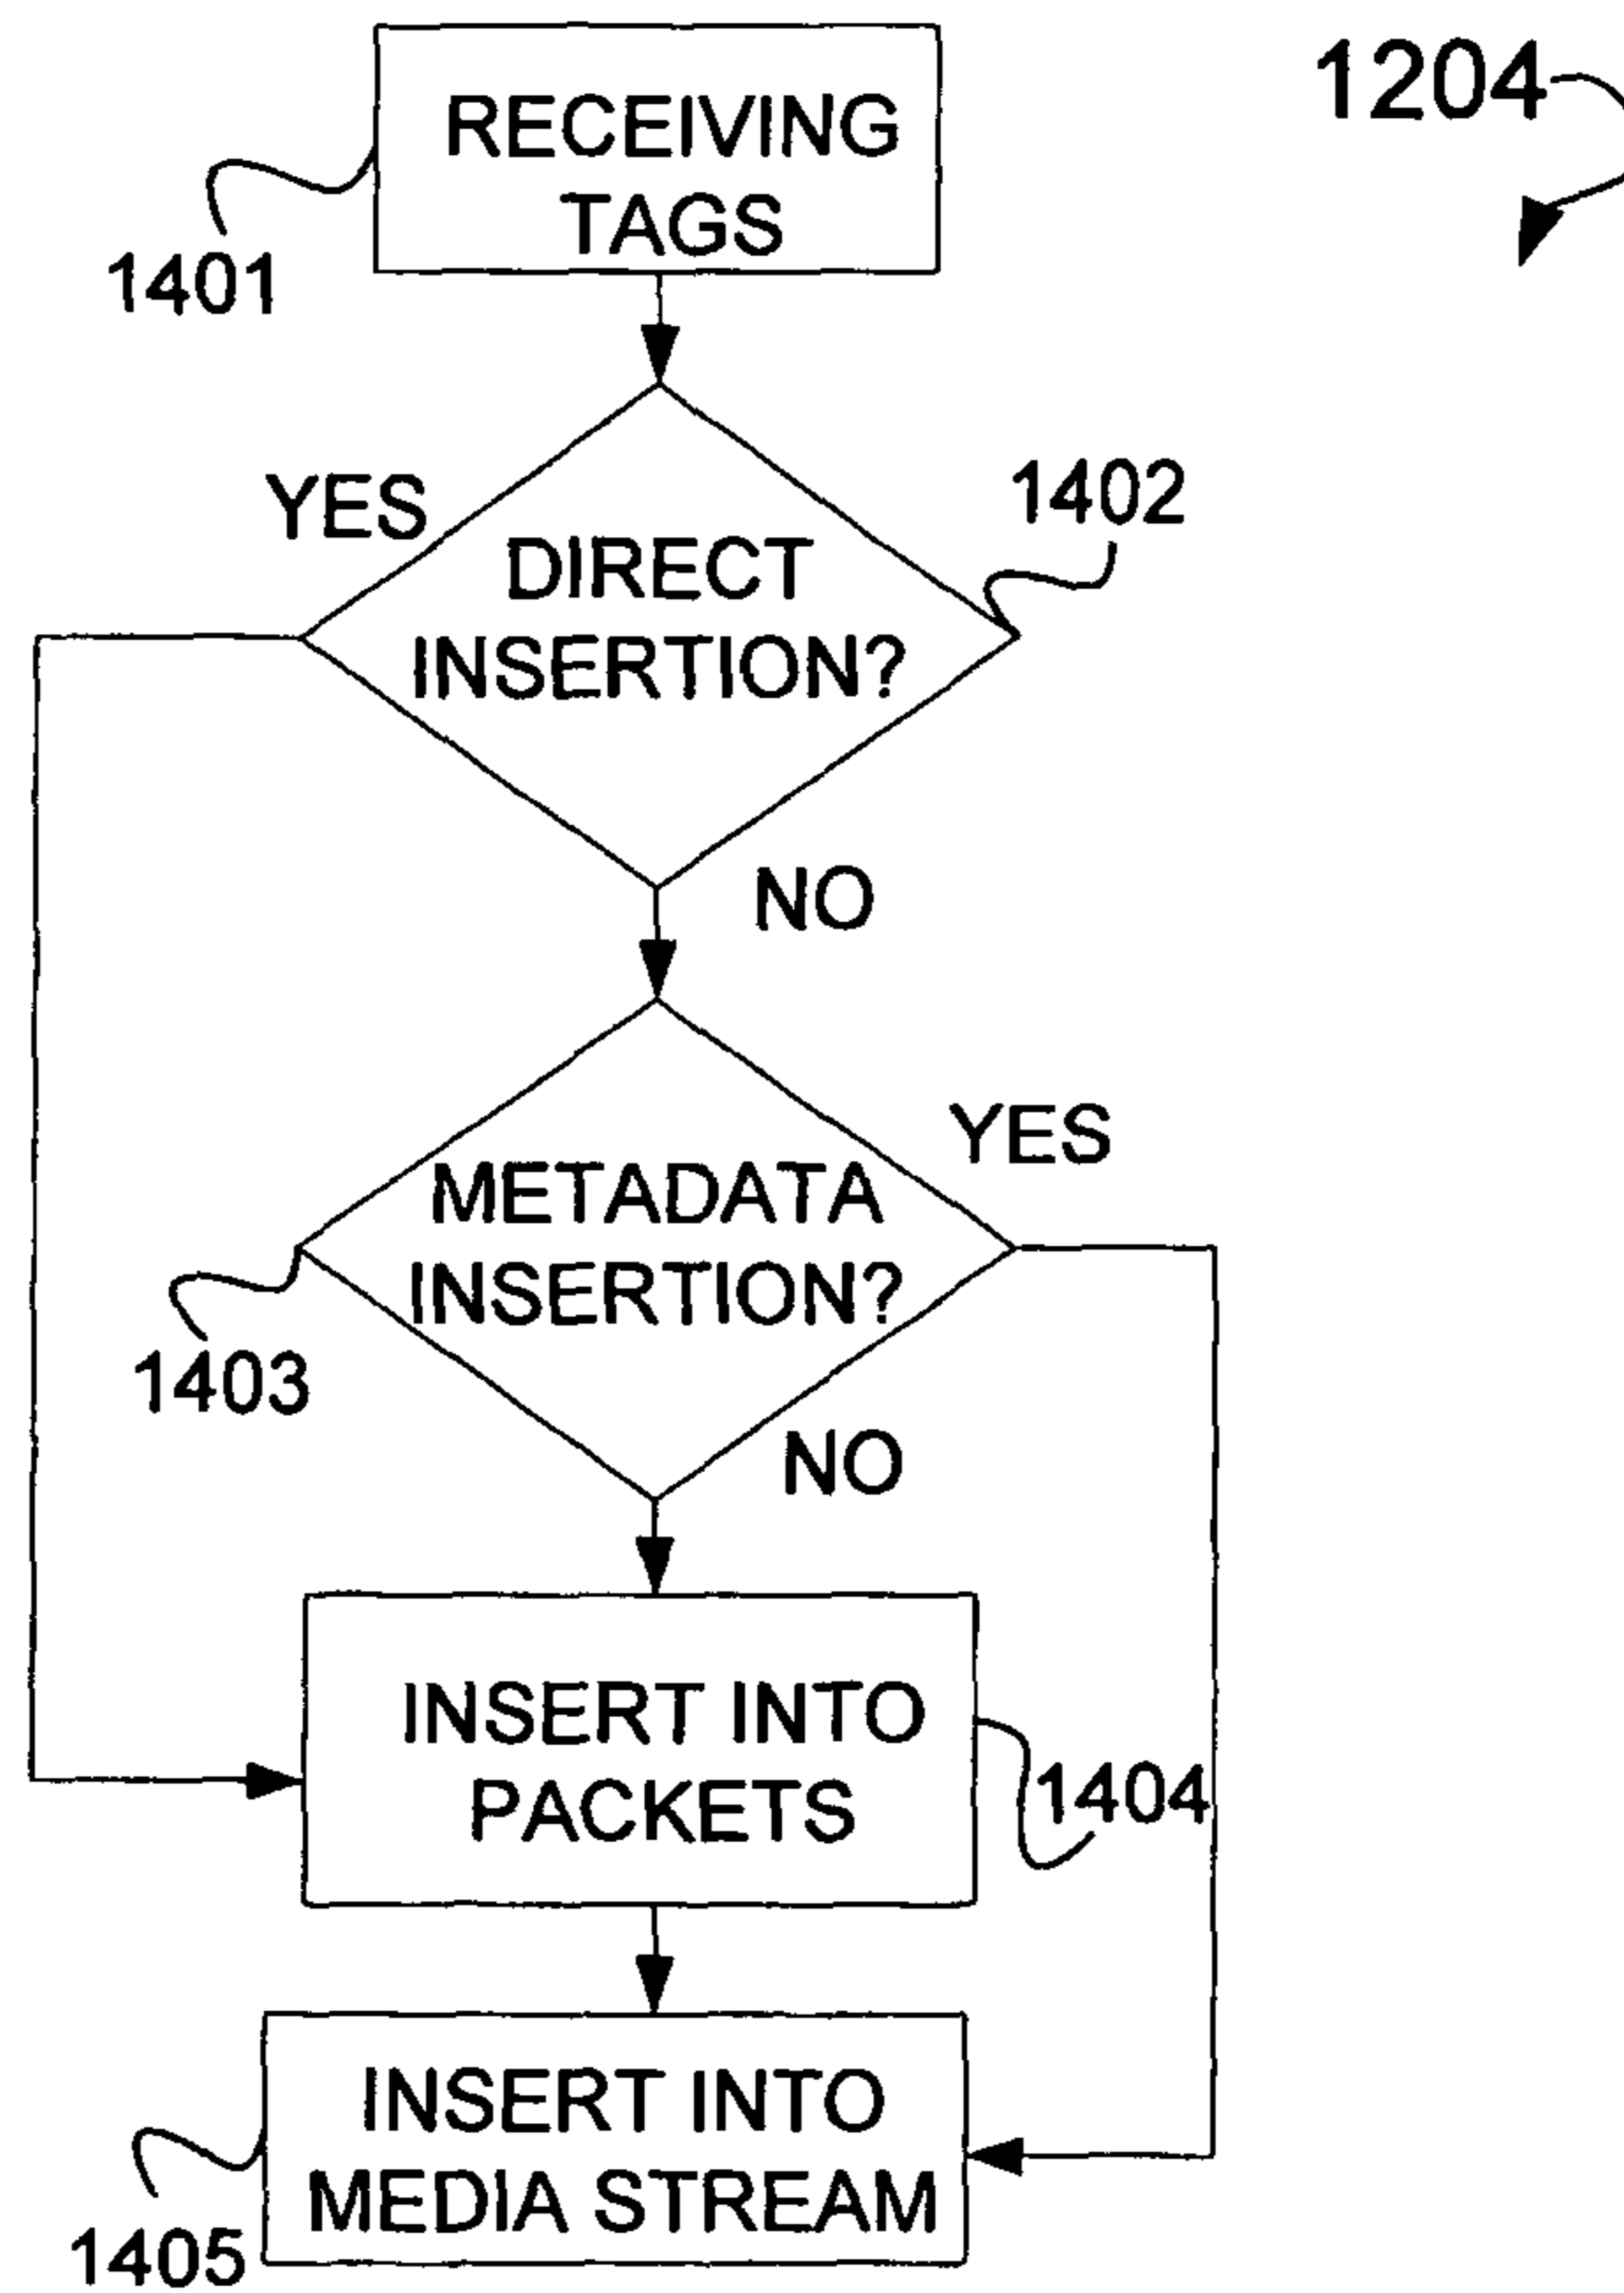 1204
RECEIVING
TAGS
1401
YES
1402
DIRECT
INSERTION?
NO
YES
METADATA
INSERTION?
1403
NO
INSERT INTO
PACKETS
1404
INSERT INTO
MEDIA STREAM
1405